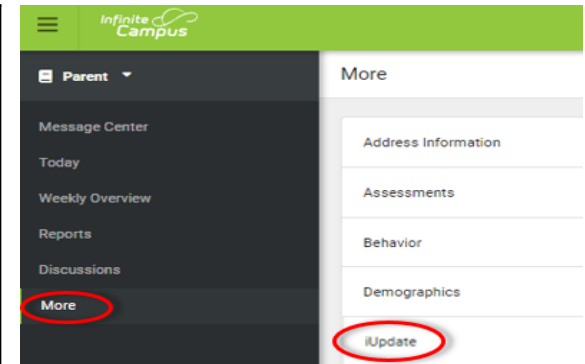 Infinite
Campus
Parent
More
Message Center
Today
Weekly Overview
Reports
Discussions
More
Address Information
Assessments
Behavior
Demographics
iUpdate